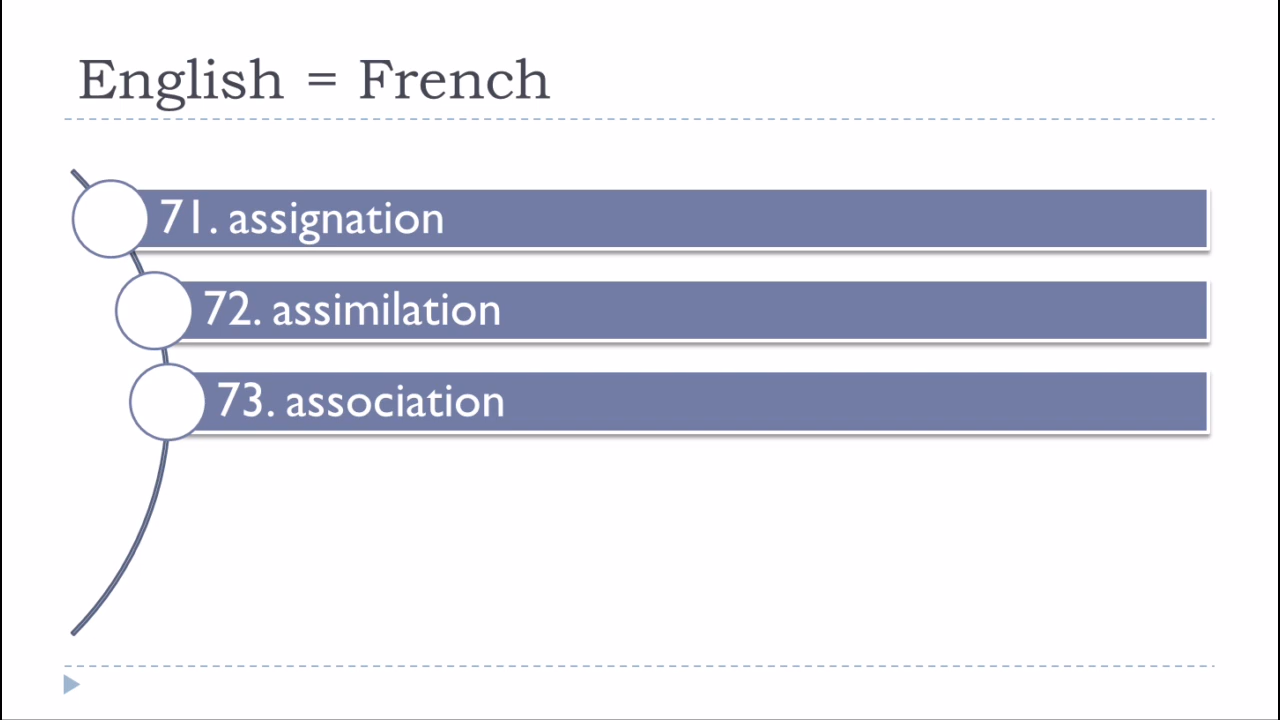 English = French
71. assignation
72. assimilation
73. association